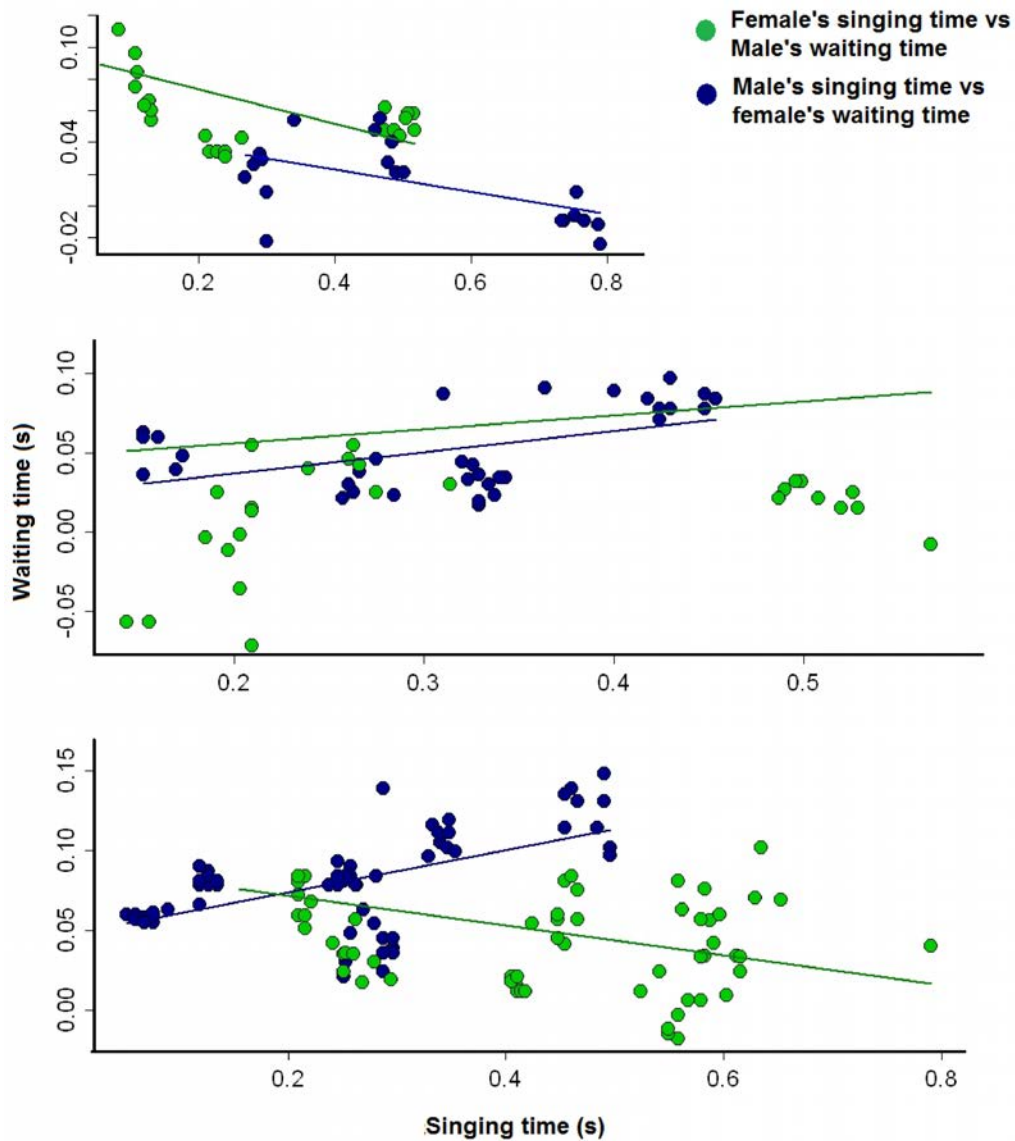 Female's singing time vs
Male's waiting time
Male's singing time vs
female's waiting time
0.10
0.04
-0.02
0.2 0.4 0.6 0.8
Waiting time (s)
0.10
0.05
0.00
-0.05
0.2 0.3 0.4 0.5
0.15
0.10
0.05
0.00
0.2 0.4 0.6 0.8
Singing time (s)